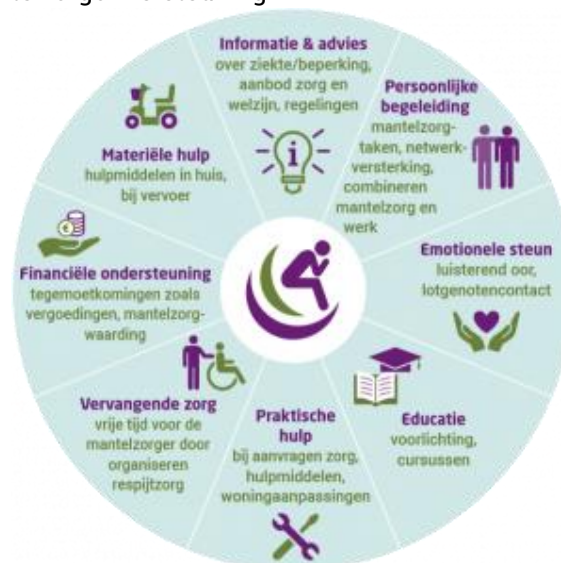 Informatie & advies
over ziekte/beperking,
aanbod zorg en
welzijn, regelingen
Persoonlijke
begeleiding
mantelzorg-
taken, netwerk-
versterking,
combineren
mantelzorg en
werk
Emotionele steun
luisterend oor,
lotgenotencontact
Educatie
voorlichting,
cursussen
Praktische
hulp
bij aanvragen zorg,
hulpmiddelen,
woningaanpassingen
Vervangende zorg
vrije tijd voor de
mantelzorger door
organiseren
respijtzorg
Financiële ondersteuning
tegemoetkomingen zoals
vergoedingen, mantelzorg-
waarding
Materiële hulp
hulpmiddelen in huis,
bij vervoer